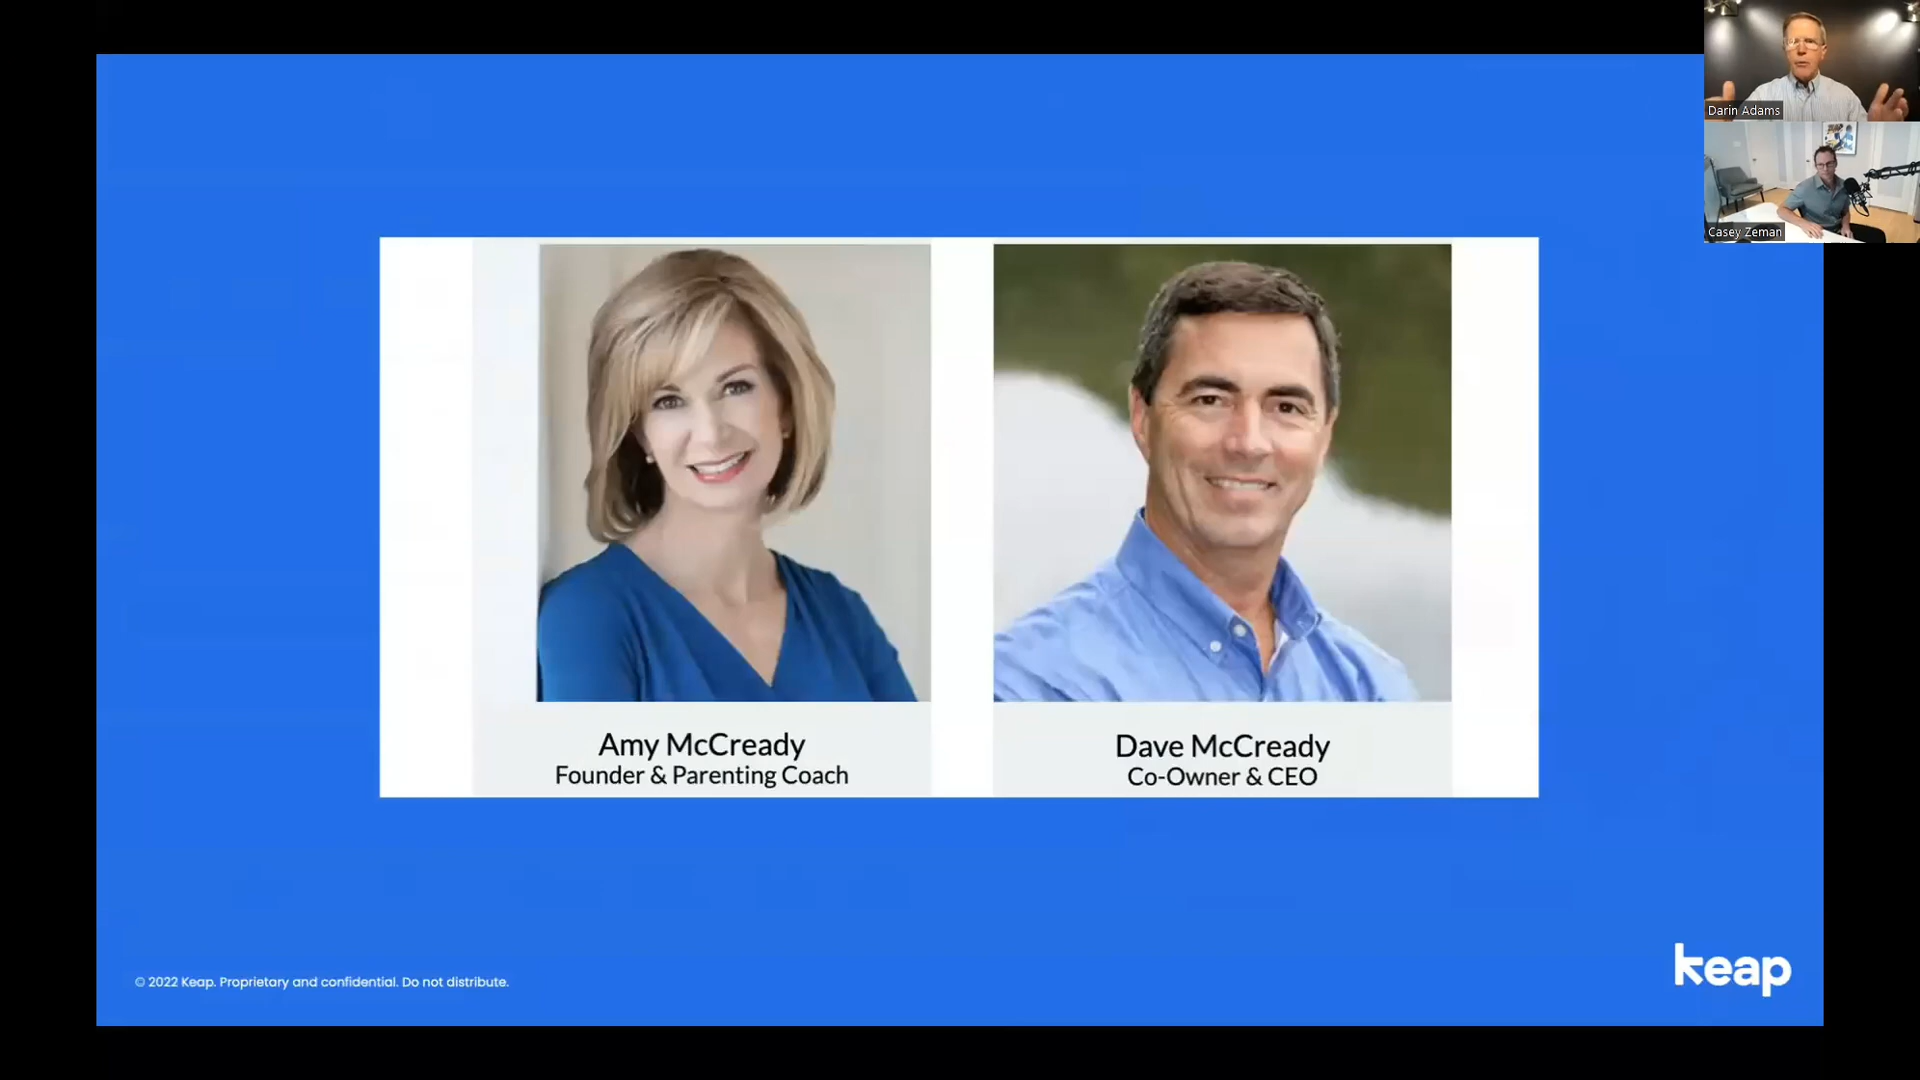 Darin Adams
Casey Zeman
Amy McCready
Founder & Parenting Coach
Dave McCready
Co-Owner & CEO
© 2022 Keap. Proprietary and confidential. Do not distribute.
keap